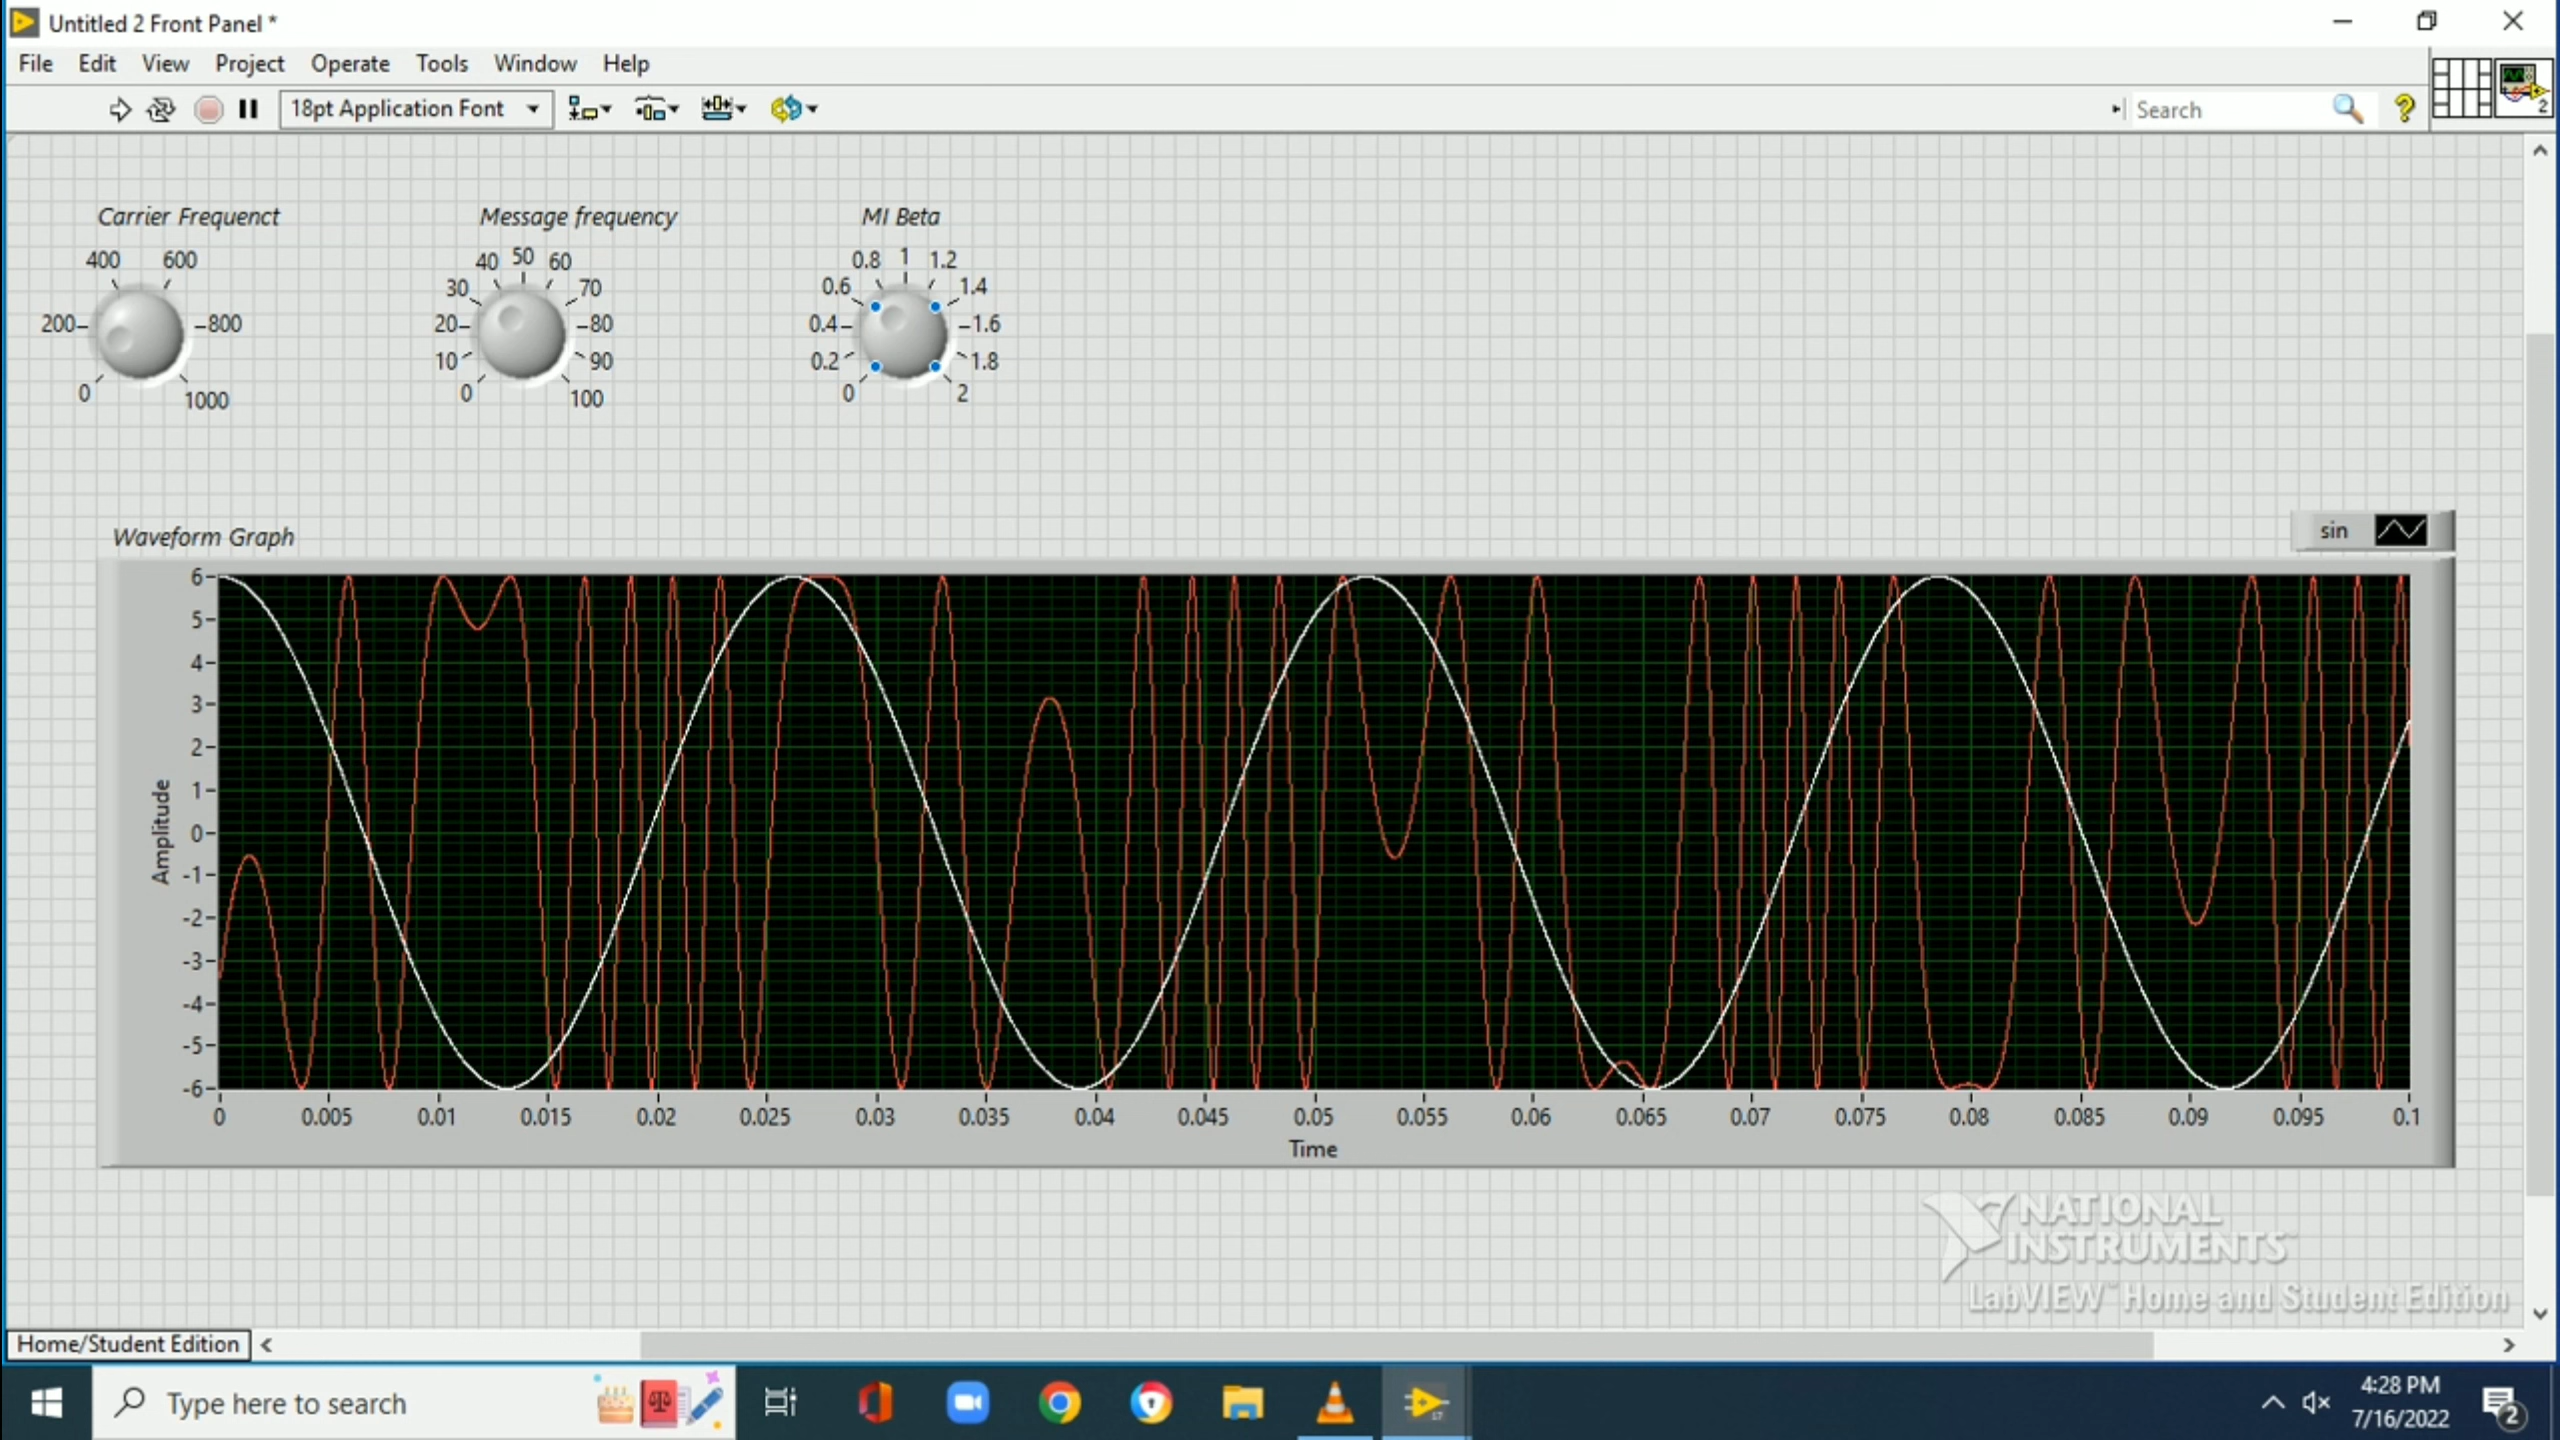 Untitled 2 Front Panel *
File Edit View Project Operate Tools Window Help
18pt Application Font
Search
2
Carrier Frequenct
400 600
200 800
0 1000
Message frequency
40 50 60
30 70
20 80
10 90
0 100
MI Beta
0.8 1 1.2
0.6 1.4
0.4 1.6
0.2 1.8
0 2
Waveform Graph
sin
6
5
4
3
2
1
0
-1
-2
-3
-4
-5
-6
Amplitude
0 0.005 0.01 0.015 0.02 0.025 0.03 0.035 0.04 0.045 0.05 0.055 0.06 0.065 0.07 0.075 0.08 0.085 0.09 0.095 0.1
Time
NATIONAL
INSTRUMENTS™
LabVIEW™ Home and Student Edition
Home/Student Edition
Type here to search
17
4:28 PM
7/16/2022
2